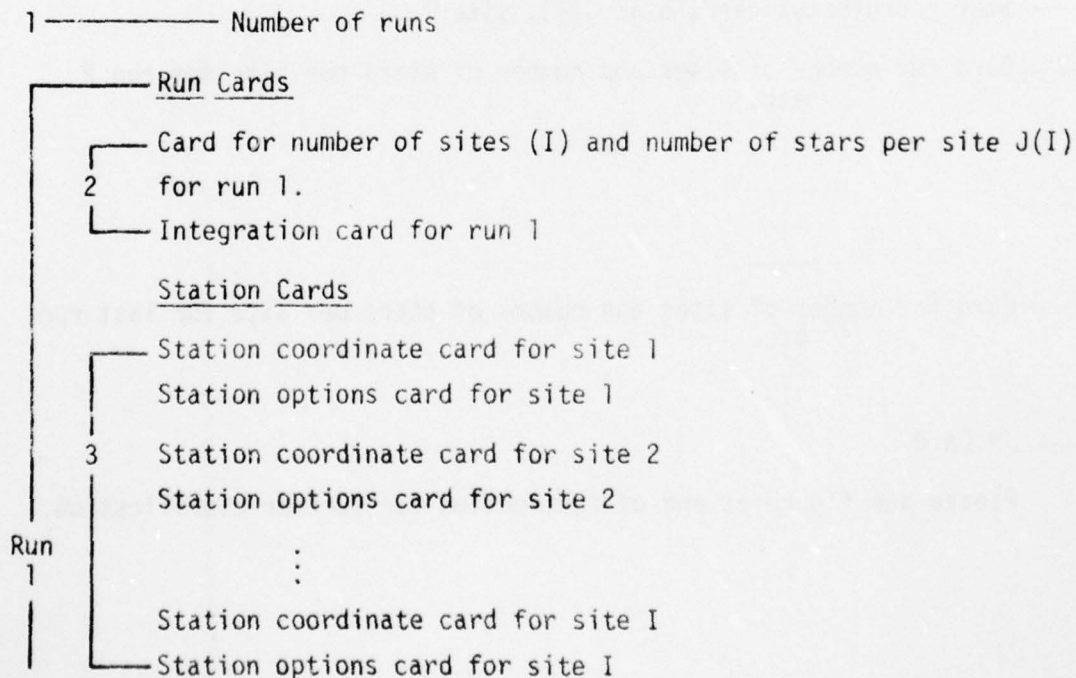 1 Number of runs
Run Cards
Card for number of sites (I) and number of stars per site J(I)
2 for run 1.
Integration card for run 1
Station Cards
Station coordinate card for site 1
Station options card for site 1
3 Station coordinate card for site 2
Station options card for site 2
Run
1
Station coordinate card for site I
Station options card for site I